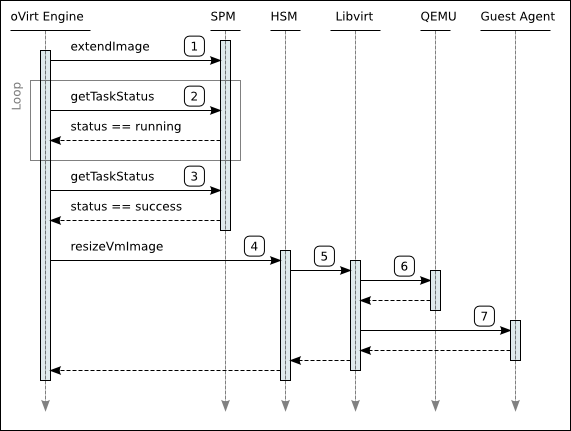 oVirt Engine SPM HSM Libvirt QEMU Guest Agent
extendImage 1
Loop
getTaskStatus 2
status == running
getTaskStatus 3
status == success
resizeVmImage 4
5
6
7